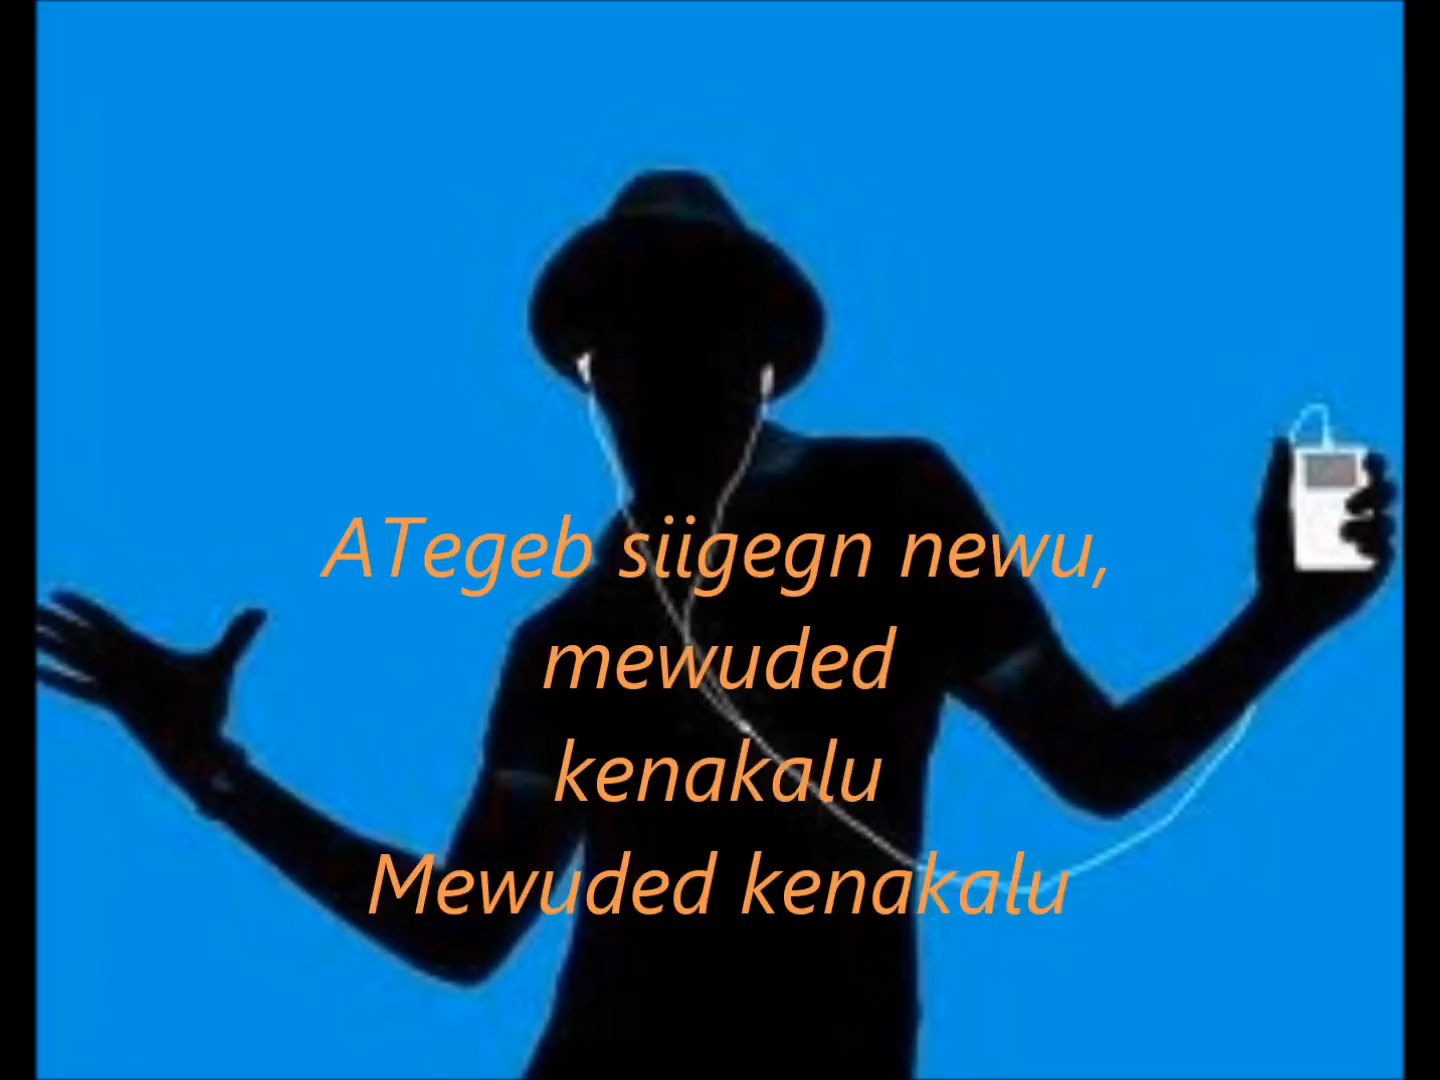 ATegeb siigegn newu,
mewuded
kenakalu
Mewuded kenakalu